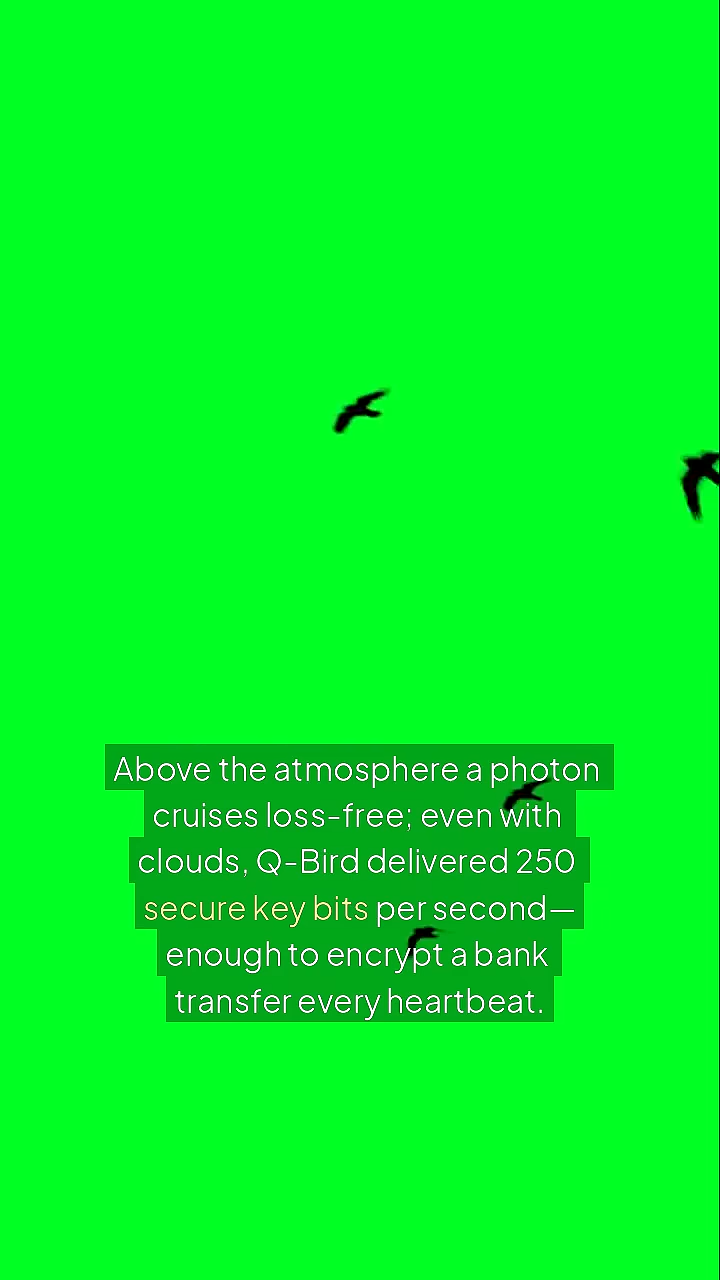 Above the atmosphere a photon
cruises loss-free; even with
clouds, Q-Bird delivered 250
secure key bits per second—
enough to encrypt a bank
transfer every heartbeat.